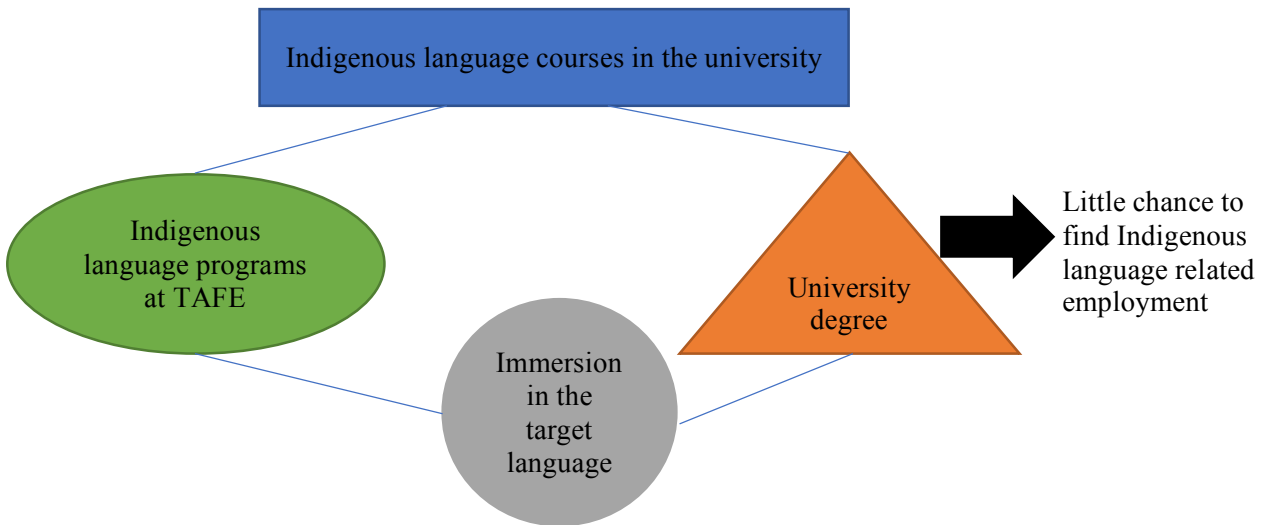 Indigenous language courses in the university
Indigenous
language programs
at TAFE
University
degree
Little chance to
find Indigenous
language related
employment
Immersion
in the
target
language